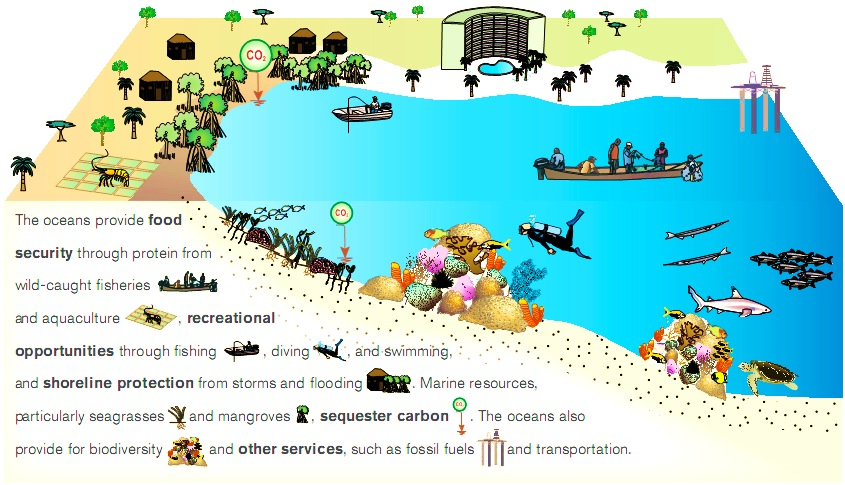 CO₂
CO₂
The oceans provide food
security through protein from
wild-caught fisheries
and aquaculture , recreational
opportunities through fishing , diving , and swimming,
and shoreline protection from storms and flooding . Marine resources,
particularly seagrasses and mangroves , sequester carbon CO₂ . The oceans also
provide for biodiversity and other services, such as fossil fuels and transportation.